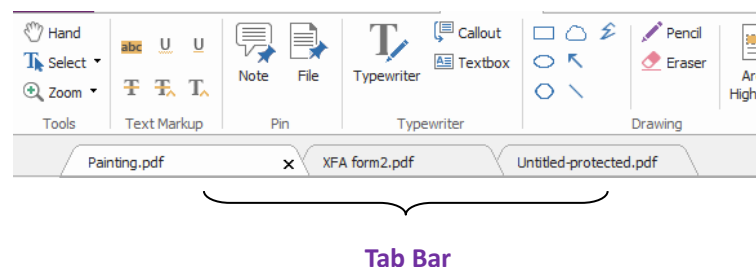 Hand
Select
Zoom
Tools
abc U U
T T T
Text Markup
Note
File
Pin
Typewriter
Callout
Textbox
Typewriter
Pencil
Eraser
Drawing
Painting.pdf x XFA form2.pdf Untitled-protected.pdf
Tab Bar